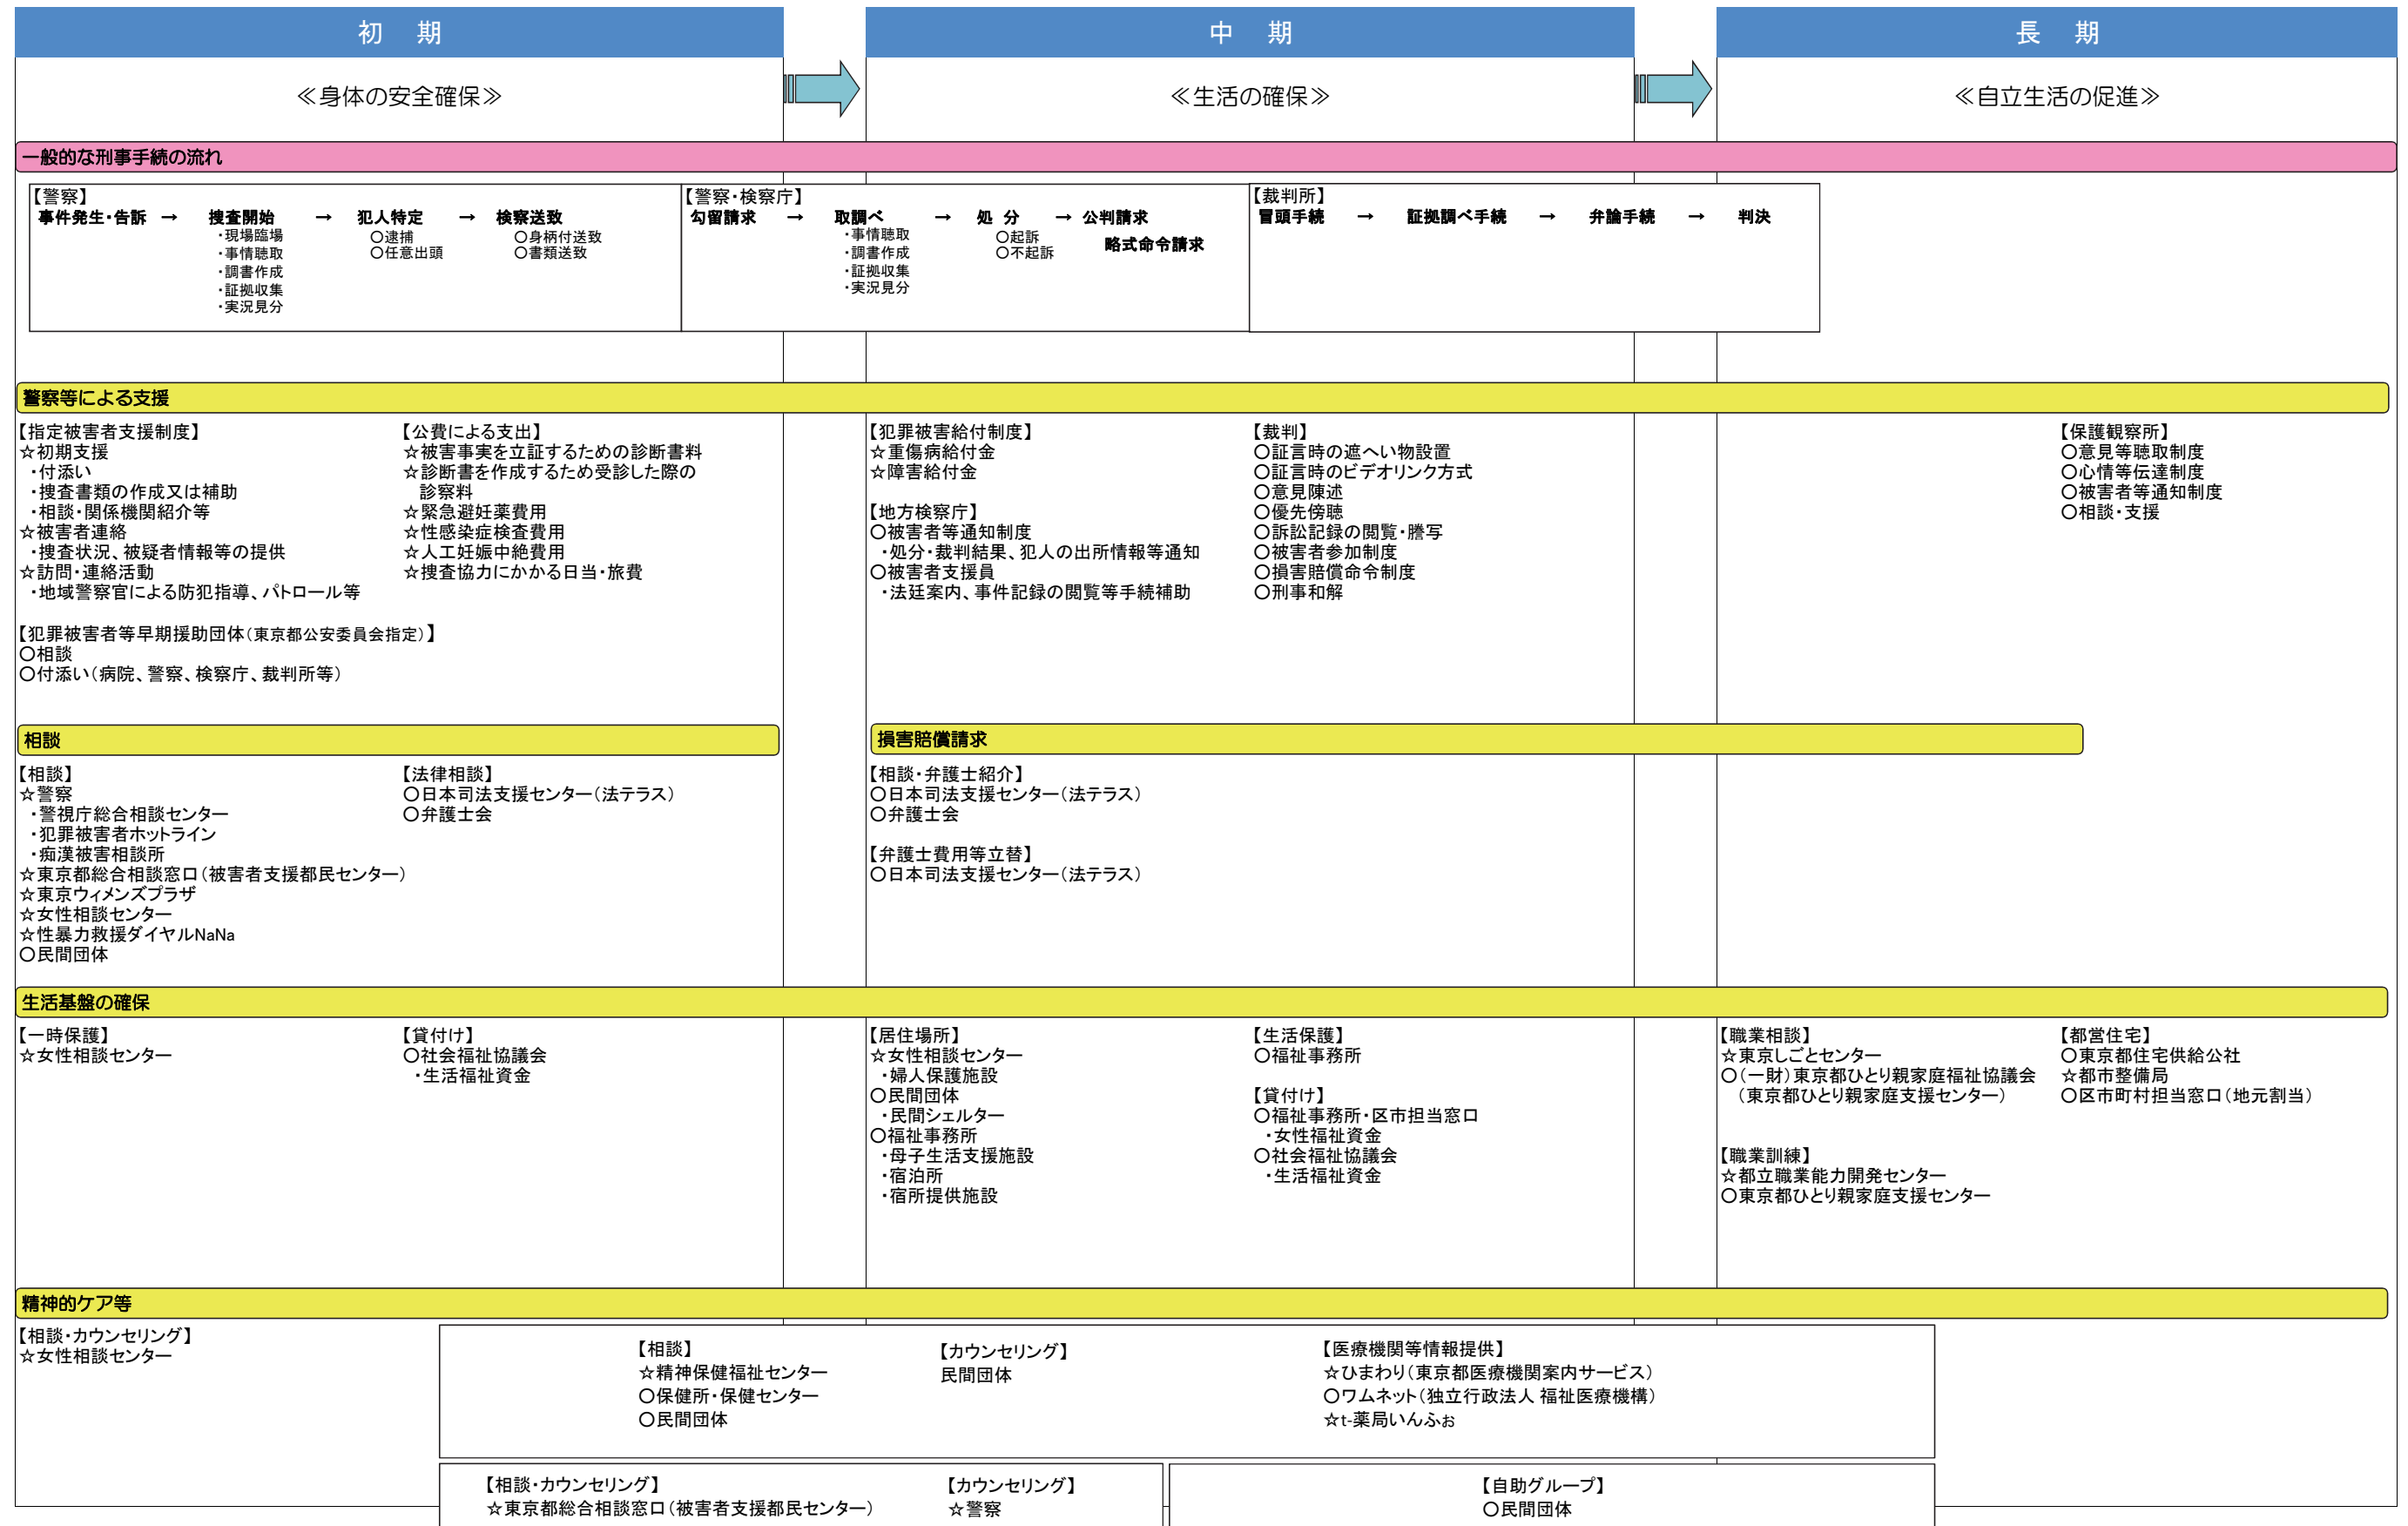 初　期
中　期
長　期
≪身体の安全確保≫
≪生活の確保≫
≪自立生活の促進≫
一般的な刑事手続の流れ
【警察】
事件発生・告訴 → 捜査開始 → 犯人特定 → 検察送致
・現場臨場
・事情聴取
・調書作成
・証拠収集
・実況見分
○逮捕
○任意出頭
○身柄付送致
○書類送致
【警察・検察庁】
勾留請求 → 取調べ → 処 分 → 公判請求
略式命令請求
・事情聴取
・調書作成
・証拠収集
・実況見分
○起訴
○不起訴
【裁判所】
冒頭手続 → 証拠調べ手続 → 弁論手続 → 判決
警察等による支援
【指定被害者支援制度】
☆初期支援
・付添い
・捜査書類の作成又は補助
・相談・関係機関紹介等
☆被害者連絡
・捜査状況、被疑者情報等の提供
☆訪問・連絡活動
・地域警察官による防犯指導、パトロール等
【犯罪被害者等早期援助団体(東京都公安委員会指定)】
○相談
○付添い(病院、警察、検察庁、裁判所等)
【公費による支出】
☆被害事実を立証するための診断書料
☆診断書を作成するため受診した際の
診察料
☆緊急避妊薬費用
☆性感染症検査費用
☆人工妊娠中絶費用
☆捜査協力にかかる日当・旅費
【犯罪被害給付制度】
☆重傷病給付金
☆障害給付金
【地方検察庁】
○被害者等通知制度
・処分・裁判結果、犯人の出所情報等通知
○被害者支援員
・法廷案内、事件記録の閲覧等手続補助
【裁判】
○証言時の遮へい物設置
○証言時のビデオリンク方式
○意見陳述
○優先傍聴
○訴訟記録の閲覧・謄写
○被害者参加制度
○損害賠償命令制度
○刑事和解
【保護観察所】
○意見等聴取制度
○心情等伝達制度
○被害者等通知制度
○相談・支援
相談
【相談】
☆警察
・警視庁総合相談センター
・犯罪被害者ホットライン
・痴漢被害相談所
☆東京都総合相談窓口(被害者支援都民センター)
☆東京ウィメンズプラザ
☆女性相談センター
☆性暴力救援ダイヤルNaNa
○民間団体
【法律相談】
○日本司法支援センター(法テラス)
○弁護士会
損害賠償請求
【相談・弁護士紹介】
○日本司法支援センター(法テラス)
○弁護士会
【弁護士費用等立替】
○日本司法支援センター(法テラス)
生活基盤の確保
【一時保護】
☆女性相談センター
【貸付け】
○社会福祉協議会
・生活福祉資金
【居住場所】
☆女性相談センター
・婦人保護施設
○民間団体
・民間シェルター
○福祉事務所
・母子生活支援施設
・宿泊所
・宿所提供施設
【生活保護】
○福祉事務所
【貸付け】
○福祉事務所・区市担当窓口
・女性福祉資金
○社会福祉協議会
・生活福祉資金
【職業相談】
☆東京しごとセンター
○(一財)東京都ひとり親家庭福祉協議会
(東京都ひとり親家庭支援センター)
【職業訓練】
☆都立職業能力開発センター
○東京都ひとり親家庭支援センター
【都営住宅】
○東京都住宅供給公社
☆都市整備局
○区市町村担当窓口(地元割当)
精神的ケア等
【相談・カウンセリング】
☆女性相談センター
【相談】
☆精神保健福祉センター
○保健所・保健センター
○民間団体
【カウンセリング】
民間団体
【医療機関等情報提供】
☆ひまわり(東京都医療機関案内サービス)
○ワムネット(独立行政法人 福祉医療機構)
☆t-薬局いんふぉ
【相談・カウンセリング】
☆東京都総合相談窓口(被害者支援都民センター)
【カウンセリング】
☆警察
【自助グループ】
○民間団体